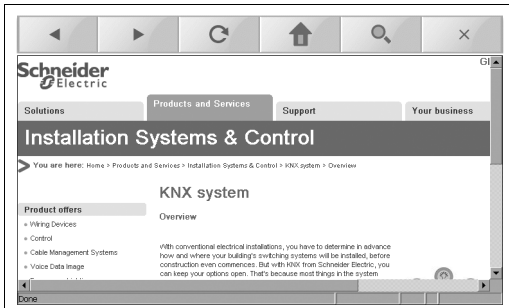 GI
Schneider
Electric
Solutions
Products and Services
Support
Your business
Installation Systems & Control
You are here: Home > Products and Services > Installation Systems & Control > KNX system > Overview
KNX system
Product offers
Overview
Wiring Devices
Control
Cable Management Systems
Voice Data Image
With conventional electrical installations, you have to determine in advance
how and where your building's switching systems will be installed, before
construction even commences. But with KNX from Schneider Electric, you
can keep your options open. That's because most things in the system
Done